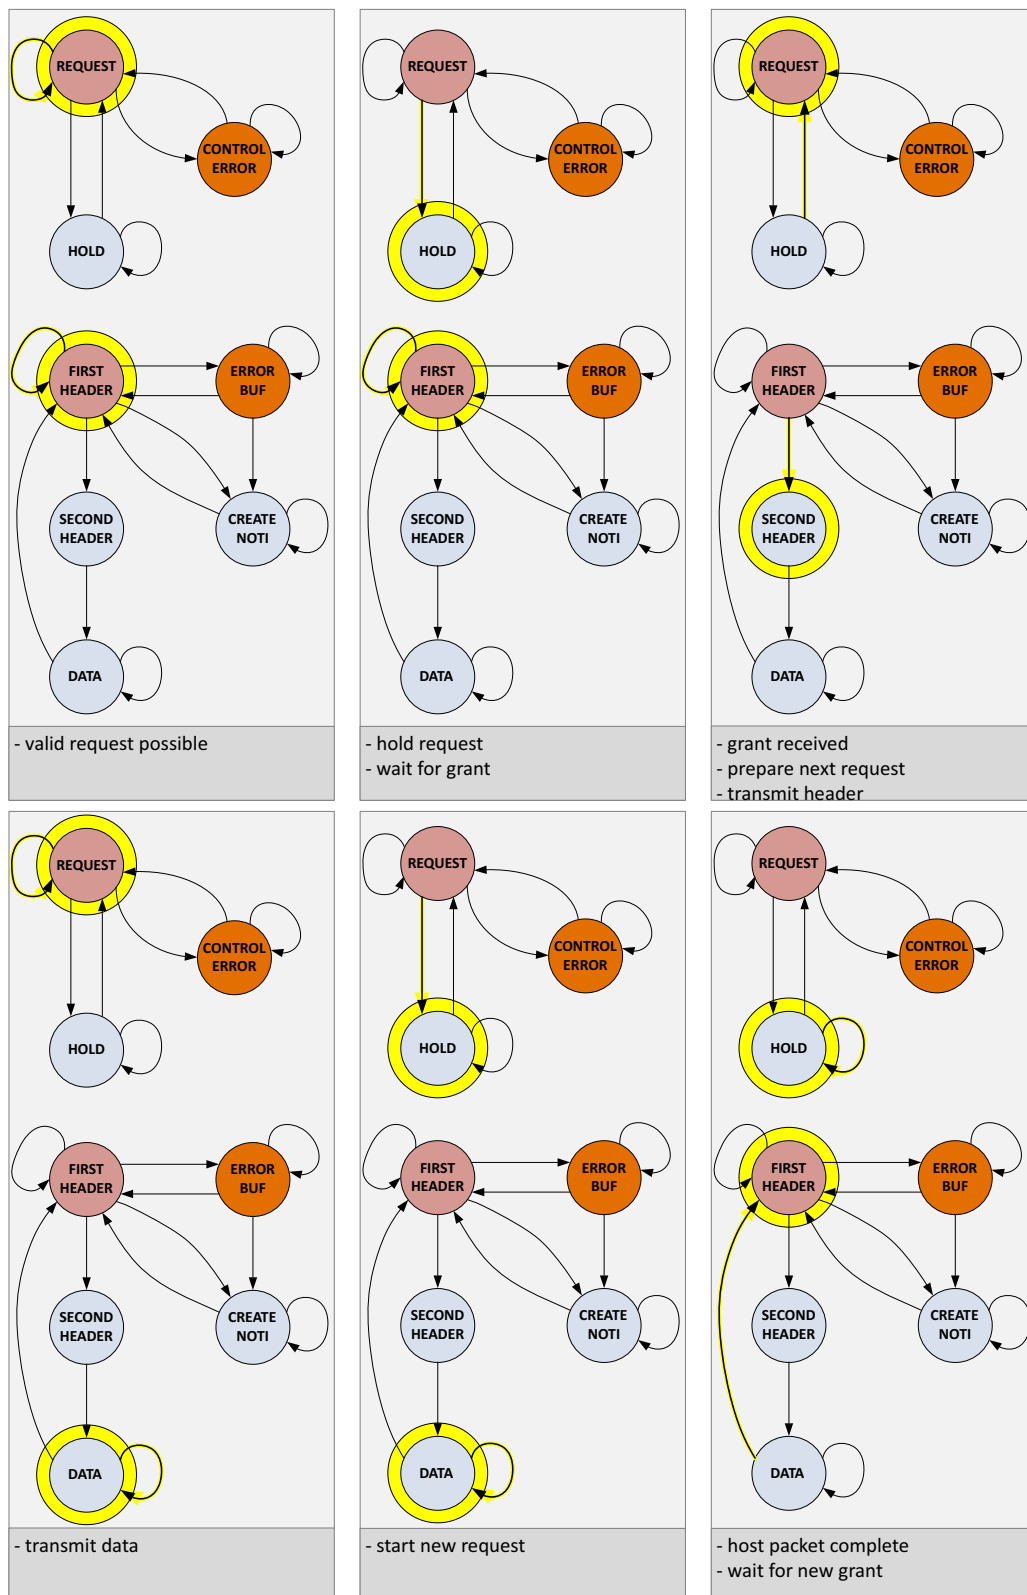 REQUEST
CONTROL
ERROR
HOLD
FIRST
HEADER
ERROR
BUF
SECOND
HEADER
CREATE
NOTI
DATA
- valid request possible
REQUEST
CONTROL
ERROR
HOLD
FIRST
HEADER
ERROR
BUF
SECOND
HEADER
CREATE
NOTI
DATA
- hold request
- wait for grant
REQUEST
CONTROL
ERROR
HOLD
FIRST
HEADER
ERROR
BUF
SECOND
HEADER
CREATE
NOTI
DATA
- grant received
- prepare next request
- transmit header
REQUEST
CONTROL
ERROR
HOLD
FIRST
HEADER
ERROR
BUF
SECOND
HEADER
CREATE
NOTI
DATA
- transmit data
REQUEST
CONTROL
ERROR
HOLD
FIRST
HEADER
ERROR
BUF
SECOND
HEADER
CREATE
NOTI
DATA
- start new request
REQUEST
CONTROL
ERROR
HOLD
FIRST
HEADER
ERROR
BUF
SECOND
HEADER
CREATE
NOTI
DATA
- host packet complete
- wait for new grant